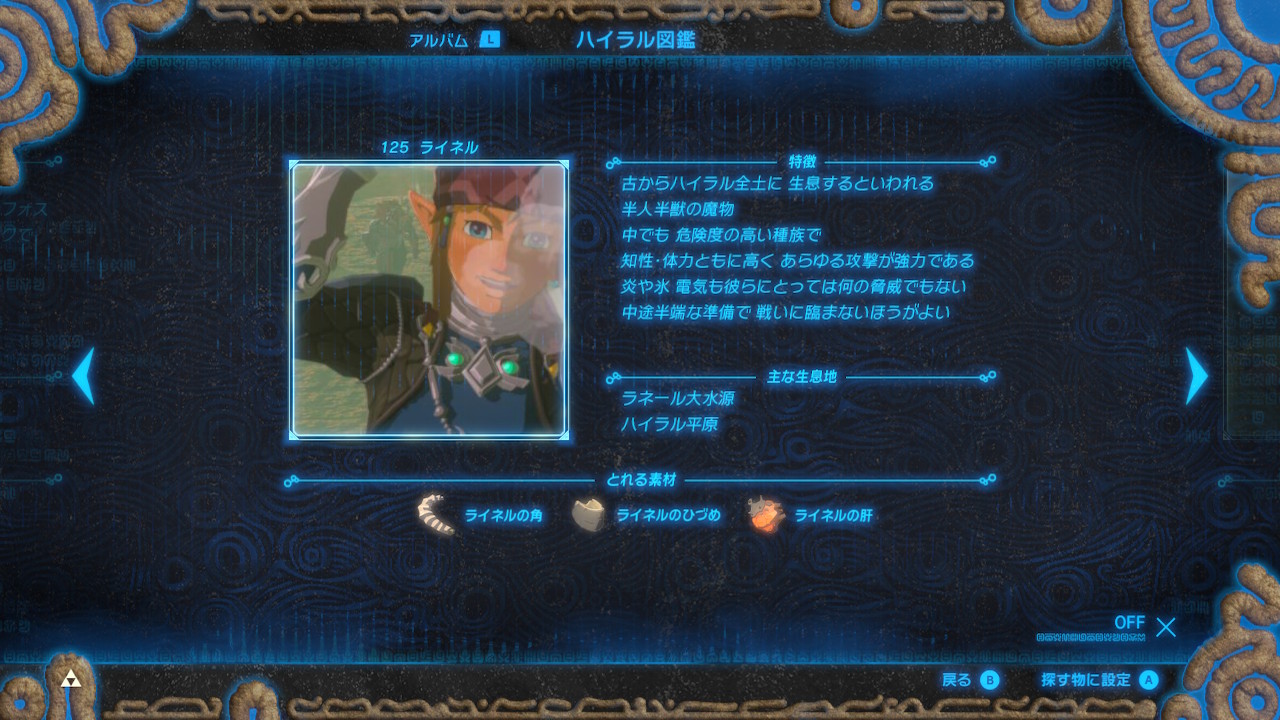 アルバム L
ハイラル図鑑
125 ライネル
特徴
古からハイラル全土に 生息するといわれる
半人半獣の魔物
中でも 危険度の高い種族で
知性・体力ともに高く あらゆる攻撃が強力である
炎や氷 電気も彼らにとっては何の脅威でもない
中途半端な準備で 戦いに臨まないほうがよい
主な生息地
ラネール大水源
ハイラル平原
とれる素材
ライネルの角
ライネルのひづめ
ライネルの肝
OFF
戻る B
探す物に設定 A